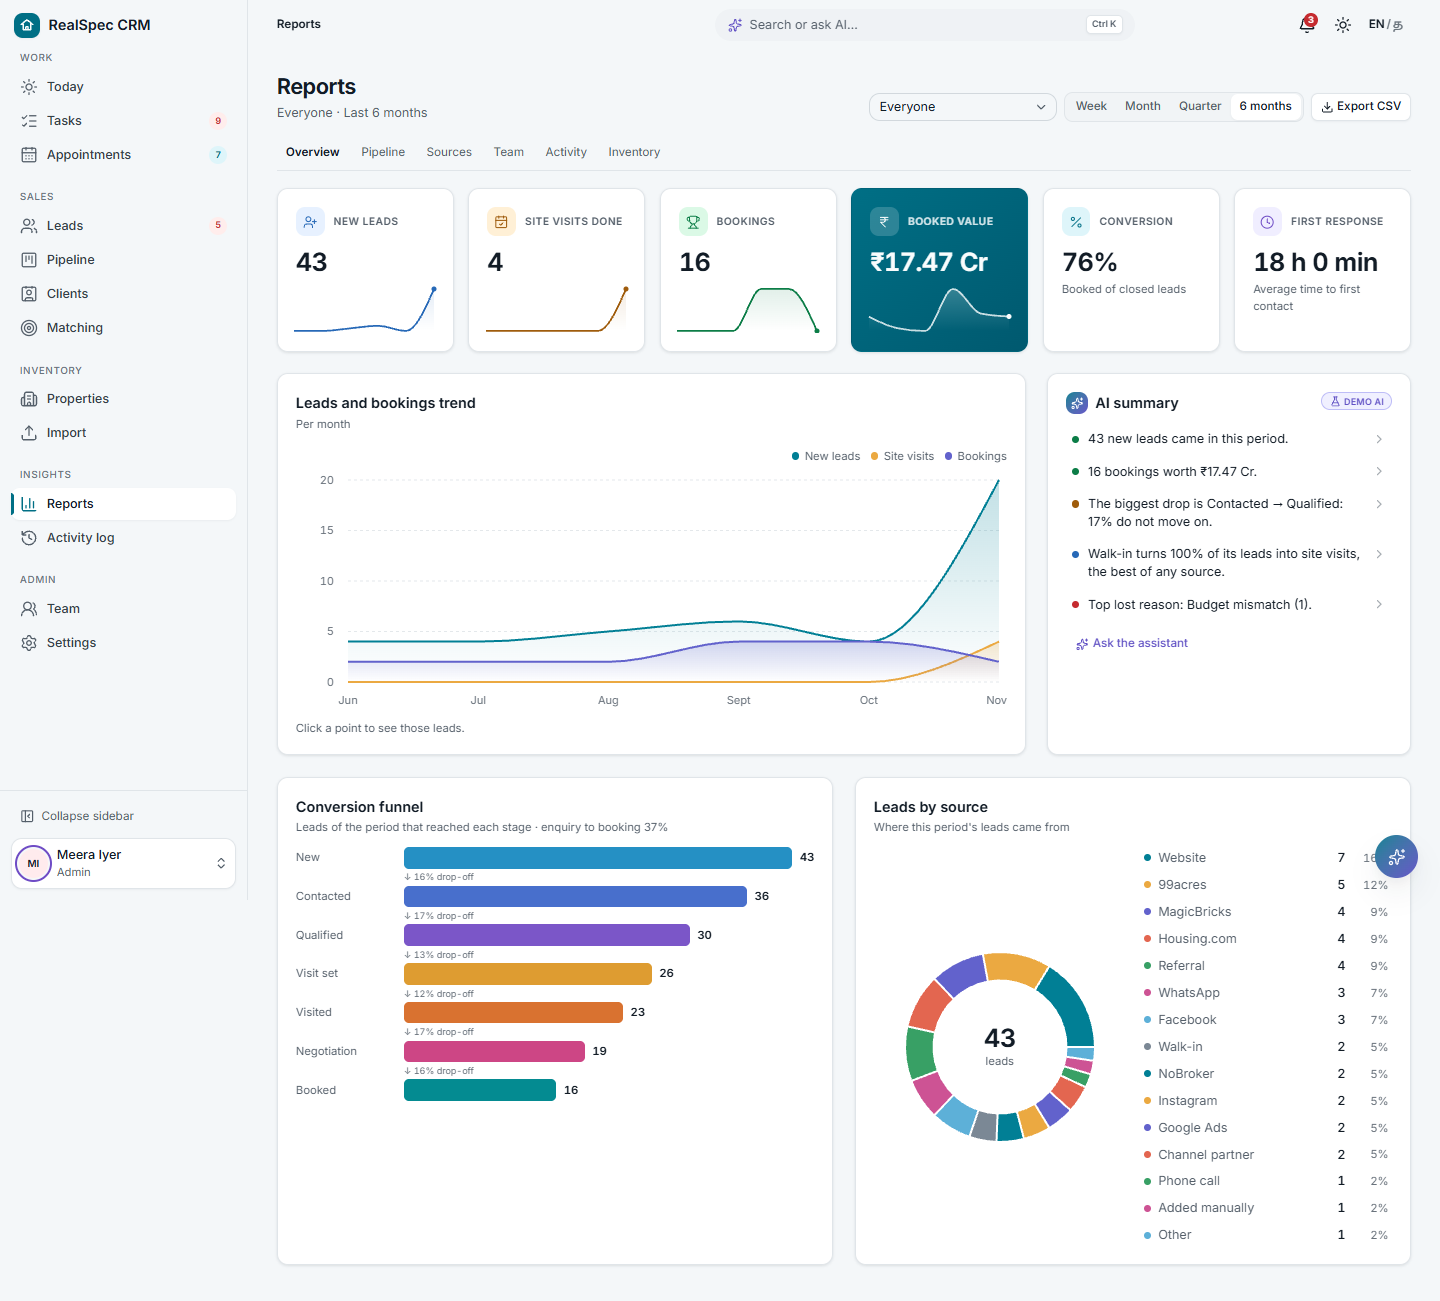 RealSpec CRM
WORK
Today
Tasks 9
Appointments 7
SALES
Leads 5
Pipeline
Clients
Matching
INVENTORY
Properties
Import
INSIGHTS
Reports
Activity log
ADMIN
Team
Settings
Collapse sidebar
MI
Meera Iyer
Admin
Reports
Search or ask AI...
Ctrl K
3
EN / த
Reports
Everyone · Last 6 months
Everyone
Week Month Quarter 6 months
Export CSV
Overview Pipeline Sources Team Activity Inventory
NEW LEADS
43
SITE VISITS DONE
4
BOOKINGS
16
₹ BOOKED VALUE
₹17.47 Cr
% CONVERSION
76%
Booked of closed leads
FIRST RESPONSE
18 h 0 min
Average time to first
contact
Leads and bookings trend
Per month
New leads Site visits Bookings
20
15
10
5
0
Jun Jul Aug Sept Oct Nov
Click a point to see those leads.
AI summary
DEMO AI
43 new leads came in this period.
16 bookings worth ₹17.47 Cr.
The biggest drop is Contacted → Qualified:
17% do not move on.
Walk-in turns 100% of its leads into site visits,
the best of any source.
Top lost reason: Budget mismatch (1).
Ask the assistant
Conversion funnel
Leads of the period that reached each stage · enquiry to booking 37%
New 43
↓ 16% drop-off
Contacted 36
↓ 17% drop-off
Qualified 30
↓ 13% drop-off
Visit set 26
↓ 12% drop-off
Visited 23
↓ 17% drop-off
Negotiation 19
↓ 16% drop-off
Booked 16
Leads by source
Where this period's leads came from
43
leads
Website 7
99acres 5 12%
MagicBricks 4 9%
Housing.com 4 9%
Referral 4 9%
WhatsApp 3 7%
Facebook 3 7%
Walk-in 2 5%
NoBroker 2 5%
Instagram 2 5%
Google Ads 2 5%
Channel partner 2 5%
Phone call 1 2%
Added manually 1 2%
Other 1 2%